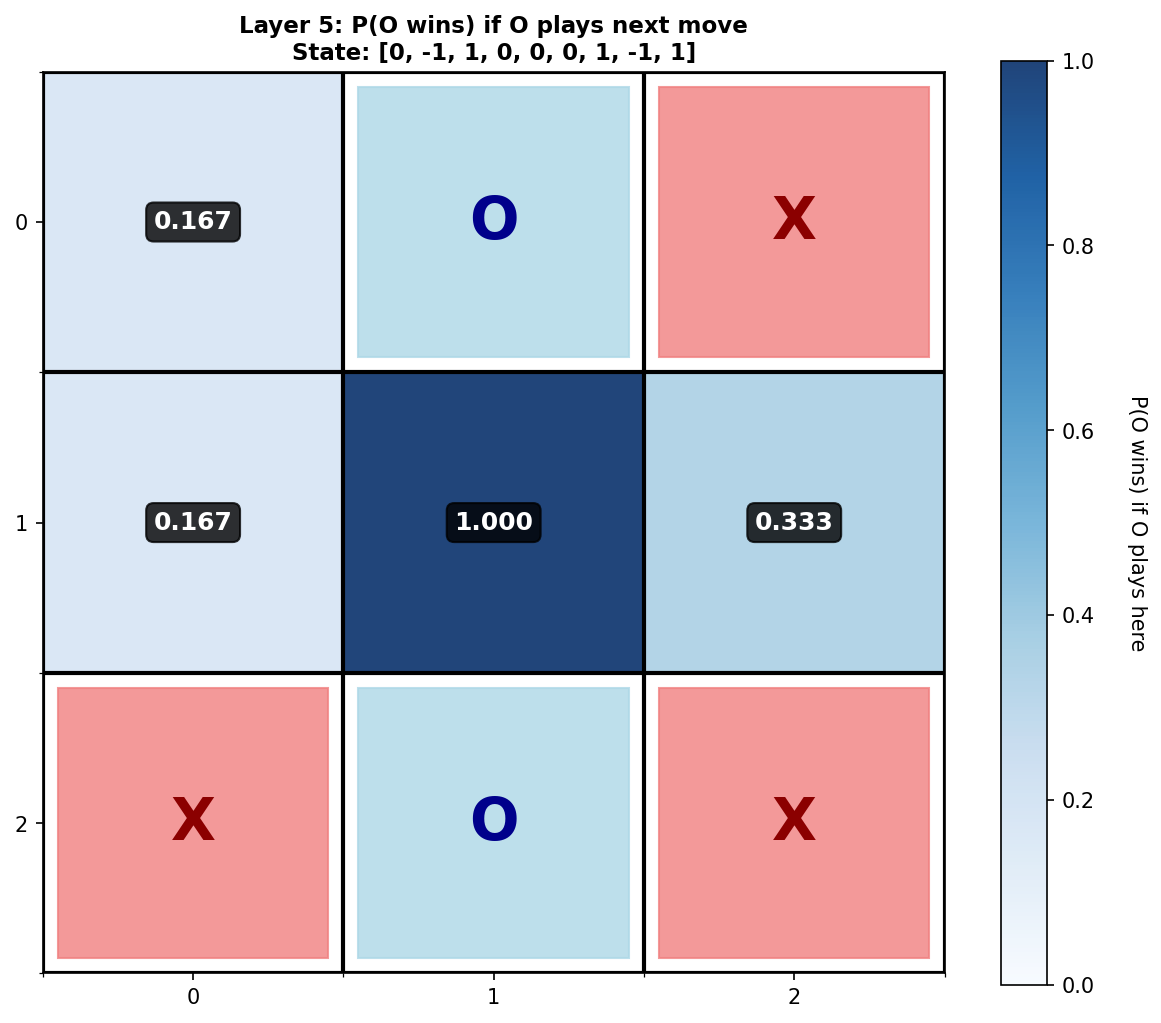 Layer 5: P(O wins) if O plays next move
State: [0, -1, 1, 0, 0, 0, 1, -1, 1]
0
0.167
O
X
1
0.167
1.000
0.333
2
X
O
X
0
1
2
1.0
0.8
0.6
0.4
0.2
0.0
P(O wins) if O plays here